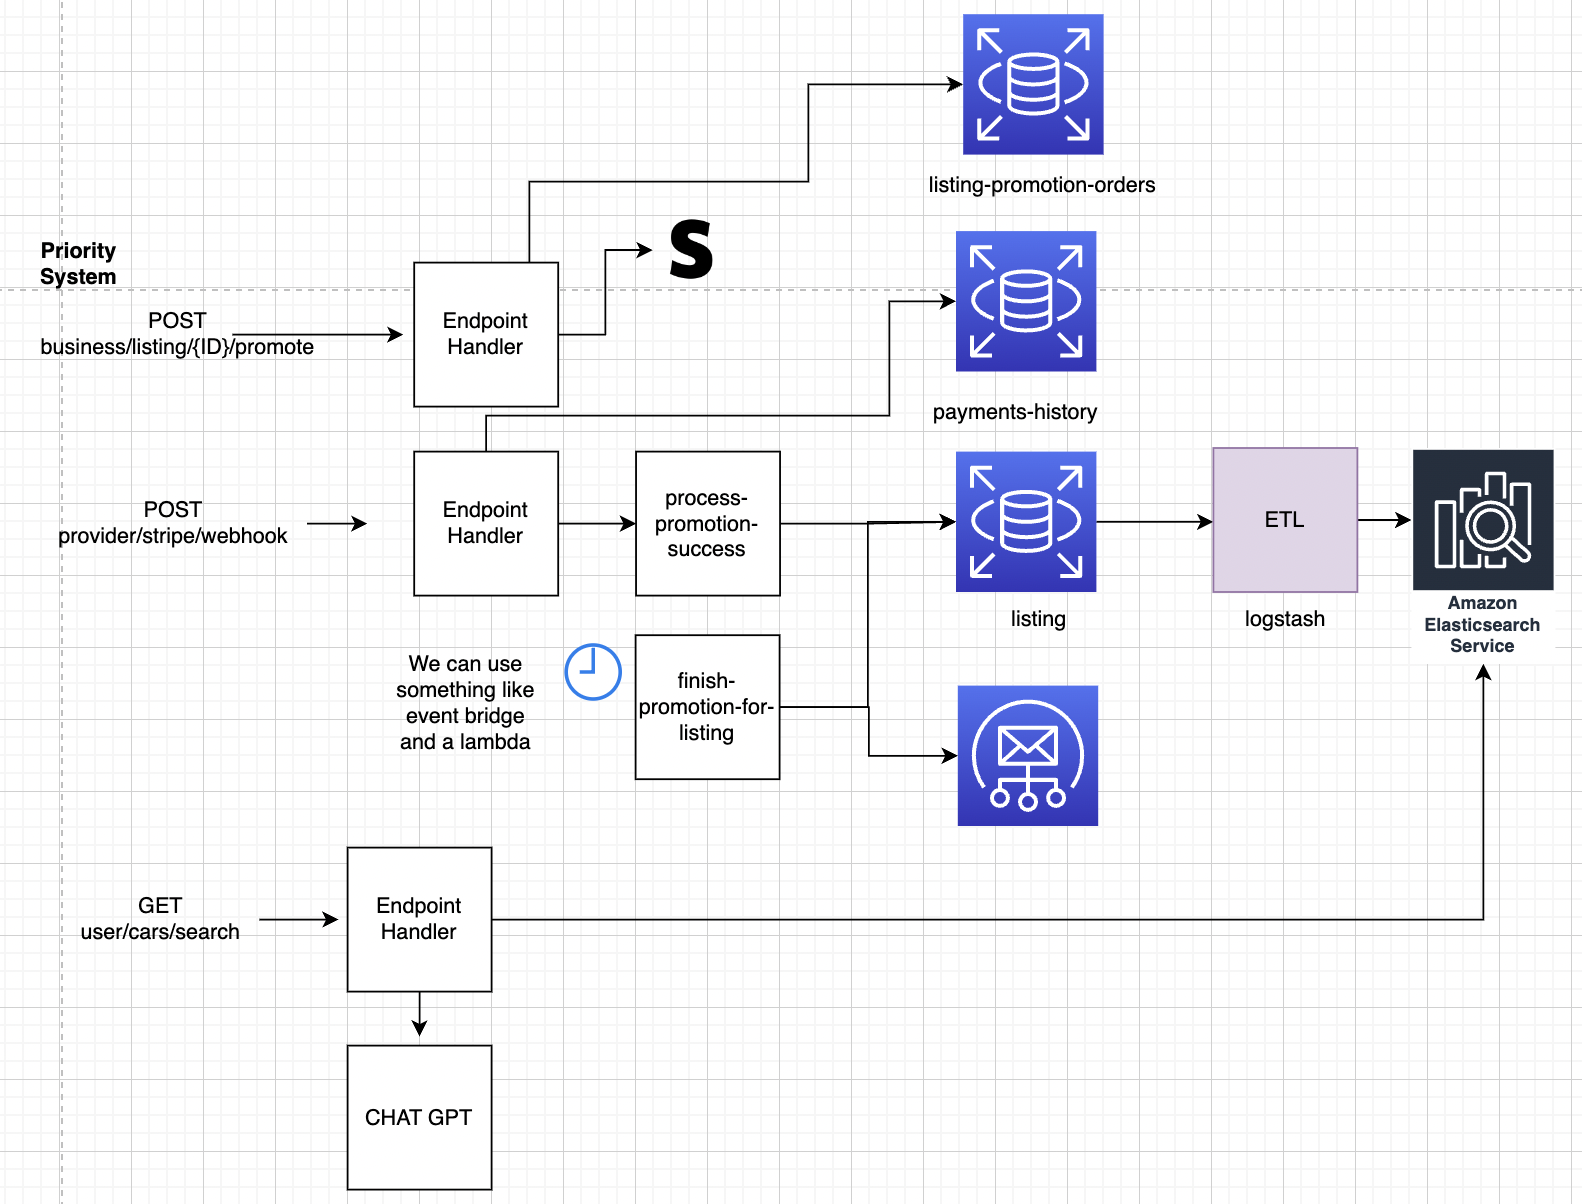 listing-promotion-orders
S
Priority
System
POST
business/listing/{ID}/promote
Endpoint
Handler
payments-history
POST
provider/stripe/webhook
Endpoint
Handler
process-
promotion-
success
listing
ETL
logstash
Amazon
Elasticsearch
Service
We can use
something like
event bridge
and a lambda
finish-
promotion-for-
listing
GET
user/cars/search
Endpoint
Handler
CHAT GPT